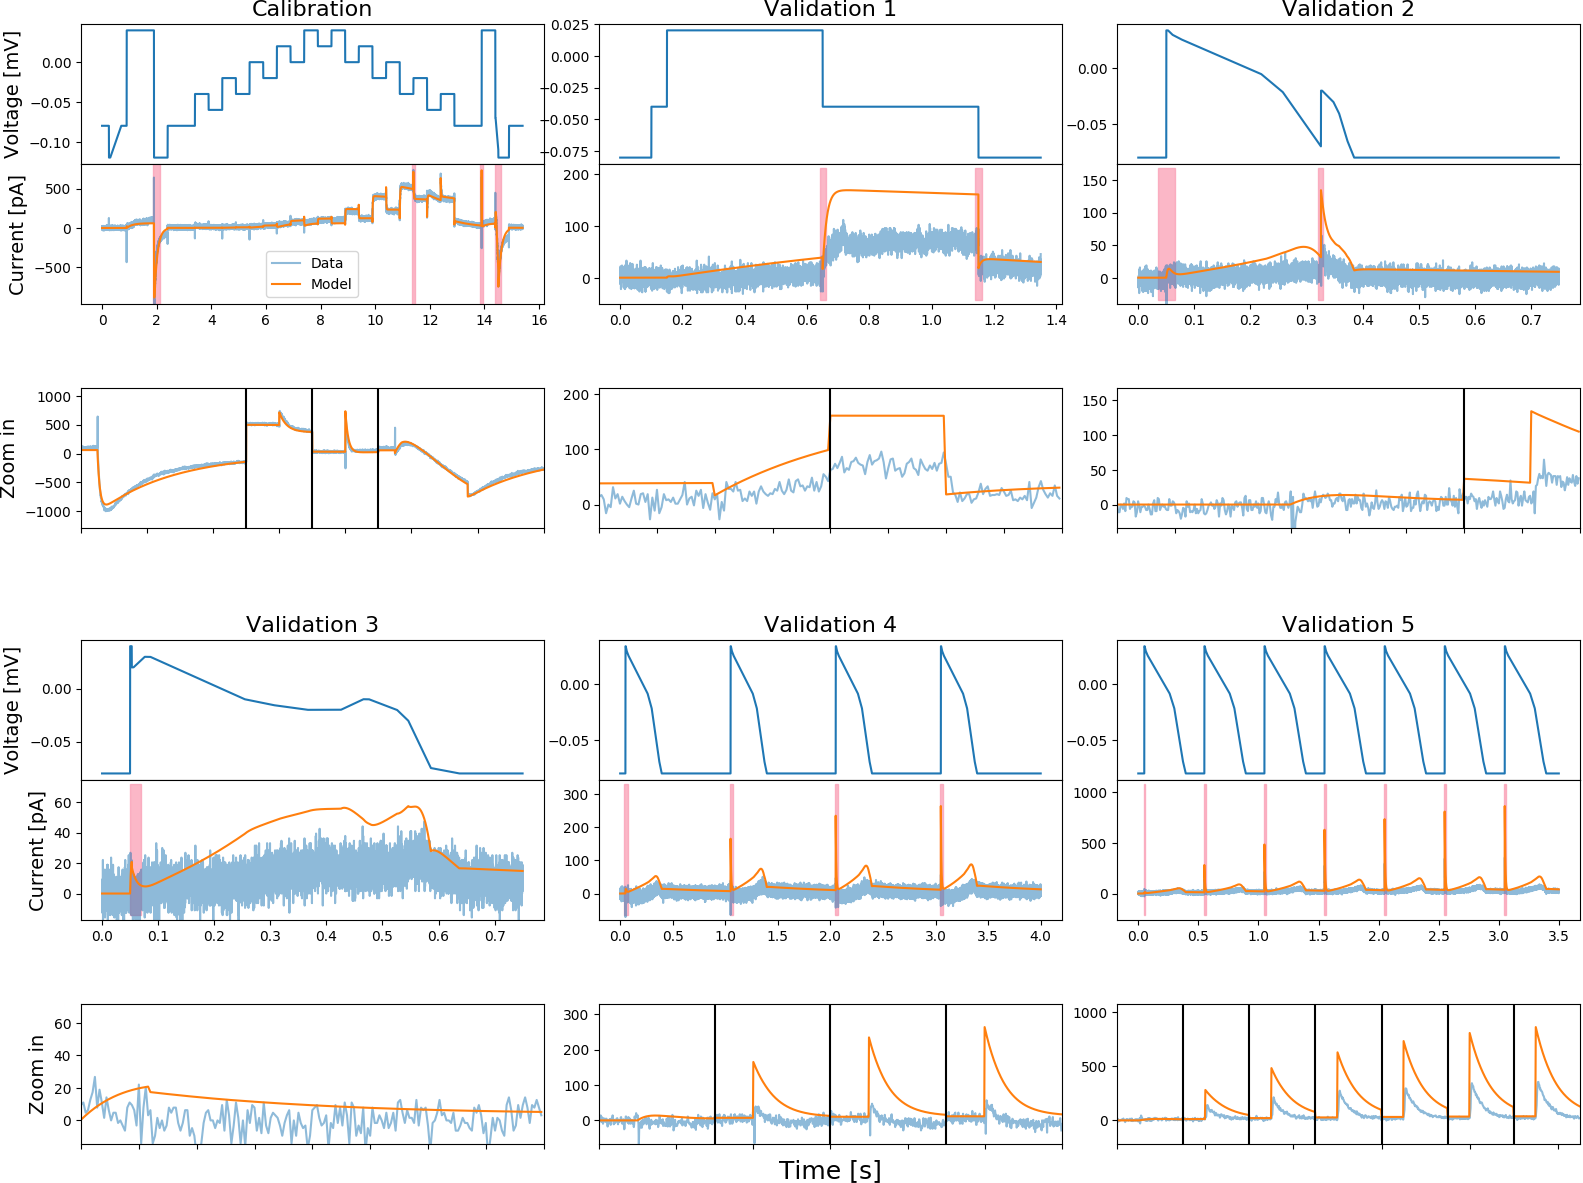 Calibration
Validation 1
Validation 2
Voltage [mV]
0.00
−0.05
−0.10
0.025
0.000
−0.025
−0.050
−0.075
0.00
−0.05
Current [pA]
500
0
−500
Data
Model
200
100
0
150
100
50
0
0 2 4 6 8 10 12 14 16
0.0 0.2 0.4 0.6 0.8 1.0 1.2 1.4
0.0 0.1 0.2 0.3 0.4 0.5 0.6 0.7
Zoom in
1000
500
0
−500
−1000
200
100
0
150
100
50
0
Validation 3
Validation 4
Validation 5
Voltage [mV]
0.00
−0.05
0.00
−0.05
0.00
−0.05
Current [pA]
60
40
20
0
300
200
100
0
1000
500
0
0.0 0.1 0.2 0.3 0.4 0.5 0.6 0.7
0.0 0.5 1.0 1.5 2.0 2.5 3.0 3.5 4.0
0.0 0.5 1.0 1.5 2.0 2.5 3.0 3.5
Zoom in
60
40
20
0
300
200
100
0
1000
500
0
Time [s]